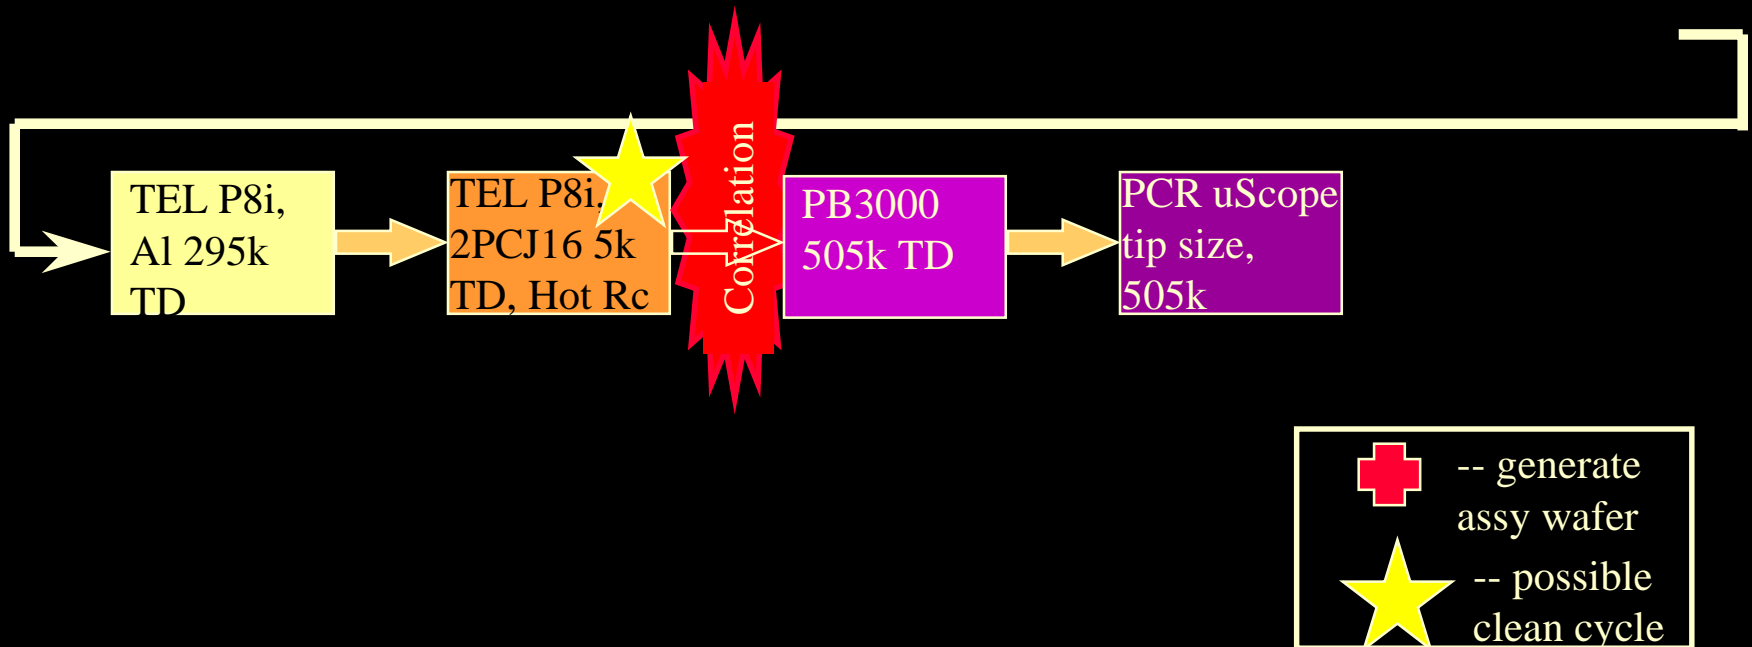 TEL P8i,
Al 295k
TD
TEL P8i,
2PCJ16 5k
TD, Hot Rc
Correlation
PB3000
505k TD
PCR uScope
tip size,
505k
-- generate
assy wafer
-- possible
clean cycle